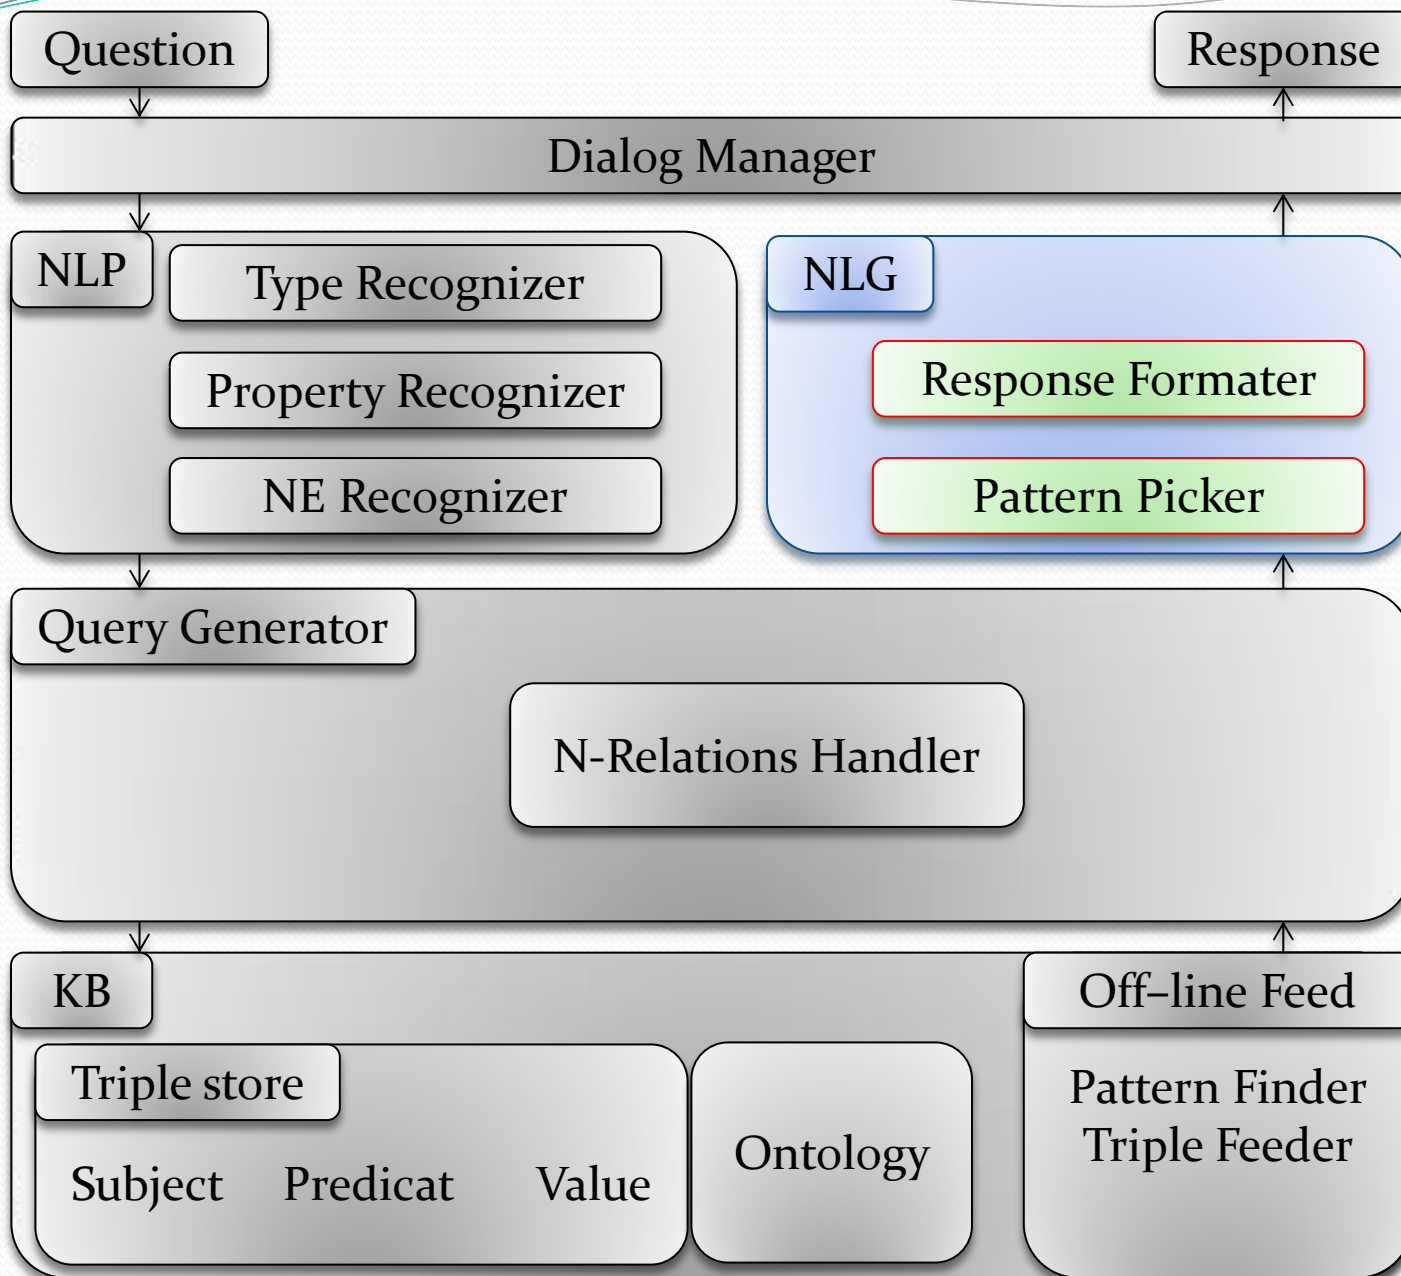 Question
Response
Dialog Manager
NLP
Type Recognizer
Property Recognizer
NE Recognizer
NLG
Response Formater
Pattern Picker
Query Generator
N-Relations Handler
KB
Triple store
Subject Predicat Value
Ontology
Off-line Feed
Pattern Finder
Triple Feeder